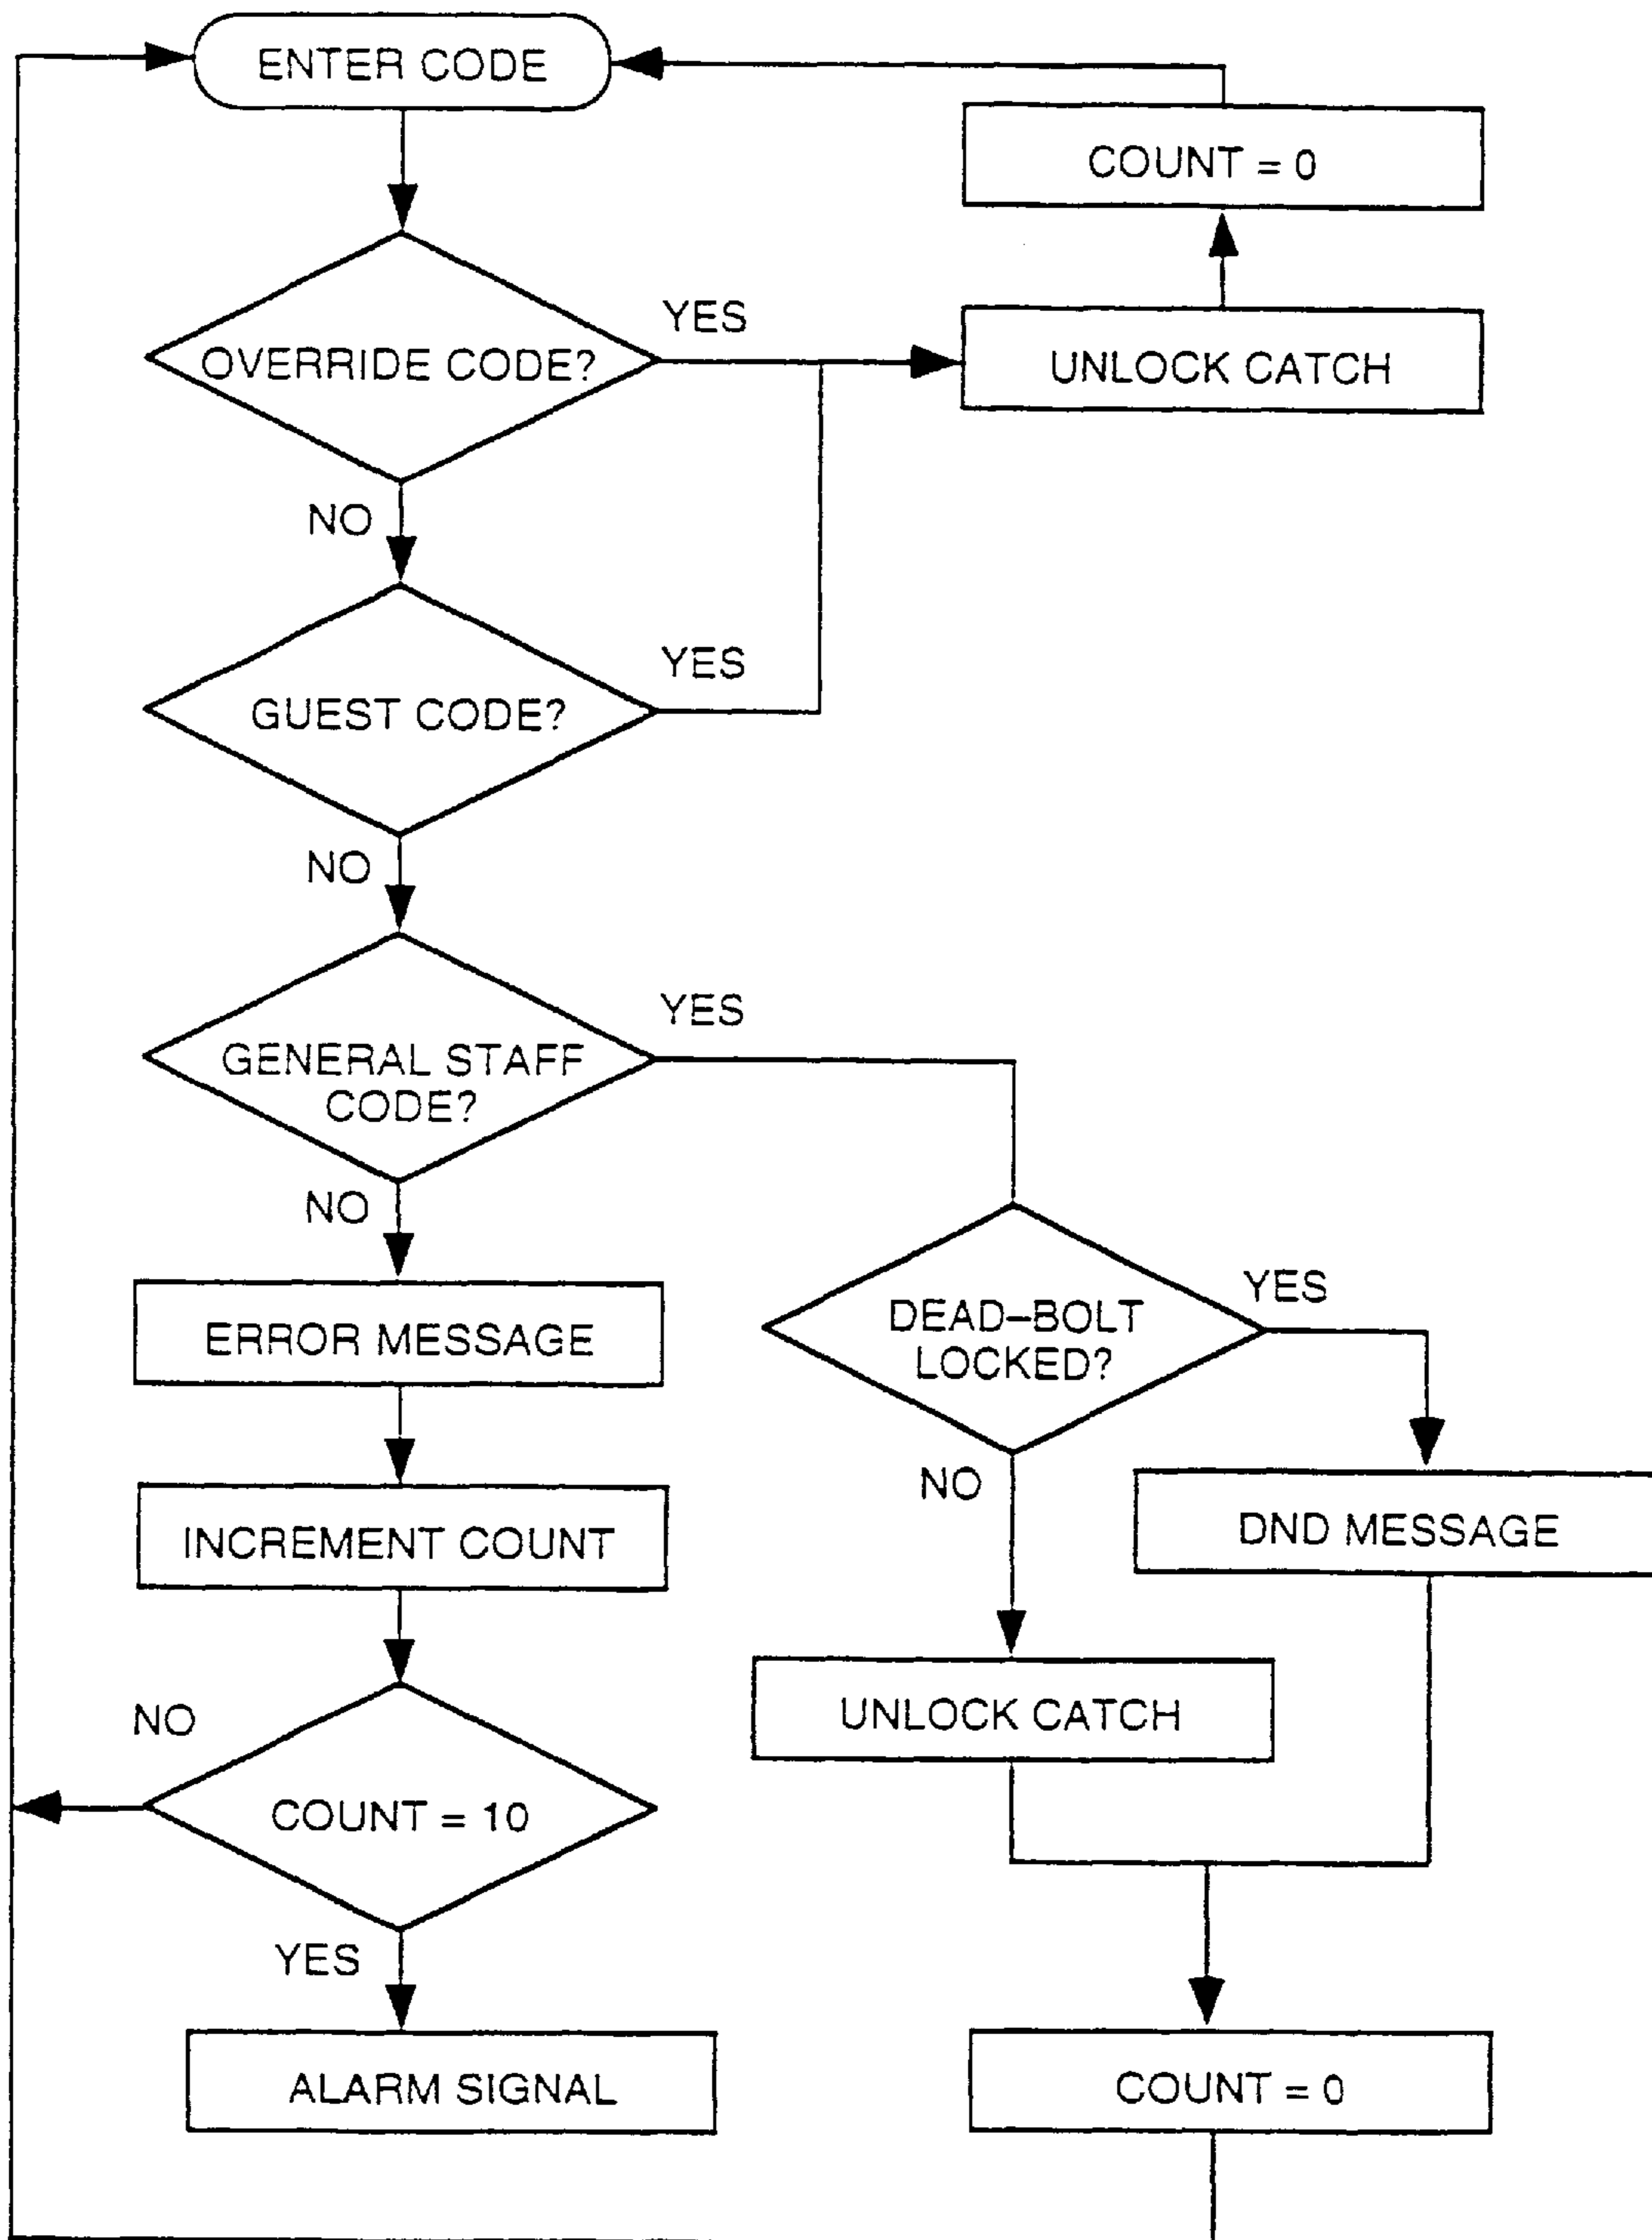 ENTER CODE
COUNT = 0
YES
OVERRIDE CODE?
UNLOCK CATCH
NO
YES
GUEST CODE?
NO
YES
GENERAL STAFF
CODE?
NO
YES
DEAD–BOLT
LOCKED?
ERROR MESSAGE
NO
DND MESSAGE
INCREMENT COUNT
NO
UNLOCK CATCH
COUNT = 10
YES
ALARM SIGNAL
COUNT = 0